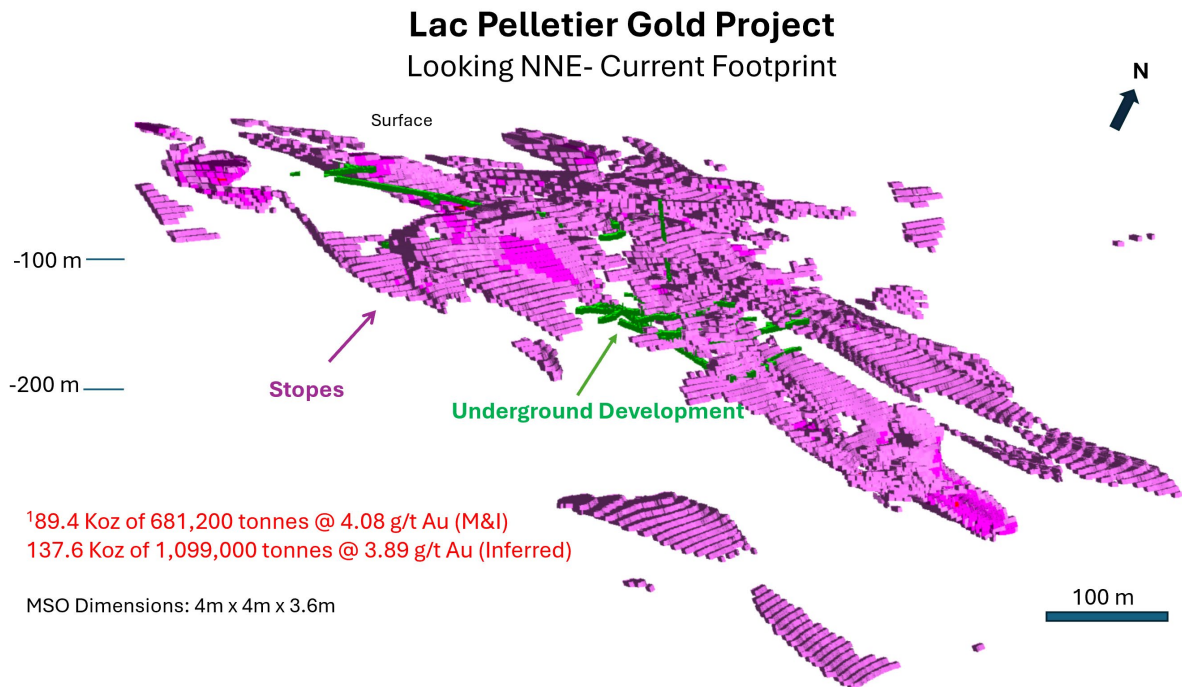 Lac Pelletier Gold Project
Looking NNE- Current Footprint
N
Surface
-100 m
-200 m
Stopes
Underground Development
¹89.4 Koz of 681,200 tonnes @ 4.08 g/t Au (M&I)
137.6 Koz of 1,099,000 tonnes @ 3.89 g/t Au (Inferred)
MSO Dimensions: 4m x 4m x 3.6m
100 m